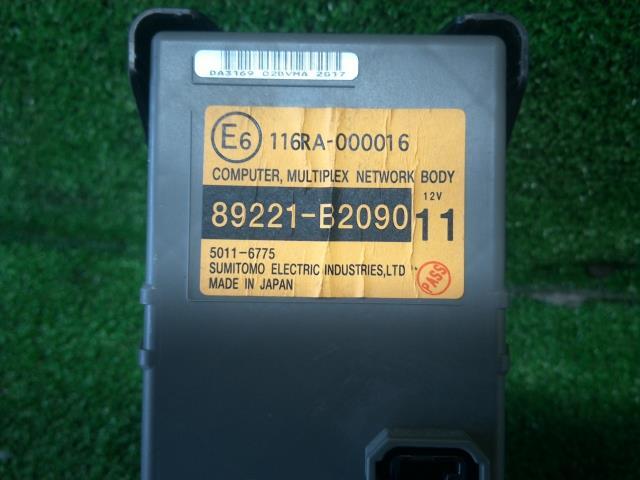 DA3169 02BVMA 2017
E6 116RA-000016
COMPUTER, MULTIPLEX NETWORK BODY
12V
89221-B2090 11
5011-6775
SUMITOMO ELECTRIC INDUSTRIES,LTD
PASS
MADE IN JAPAN